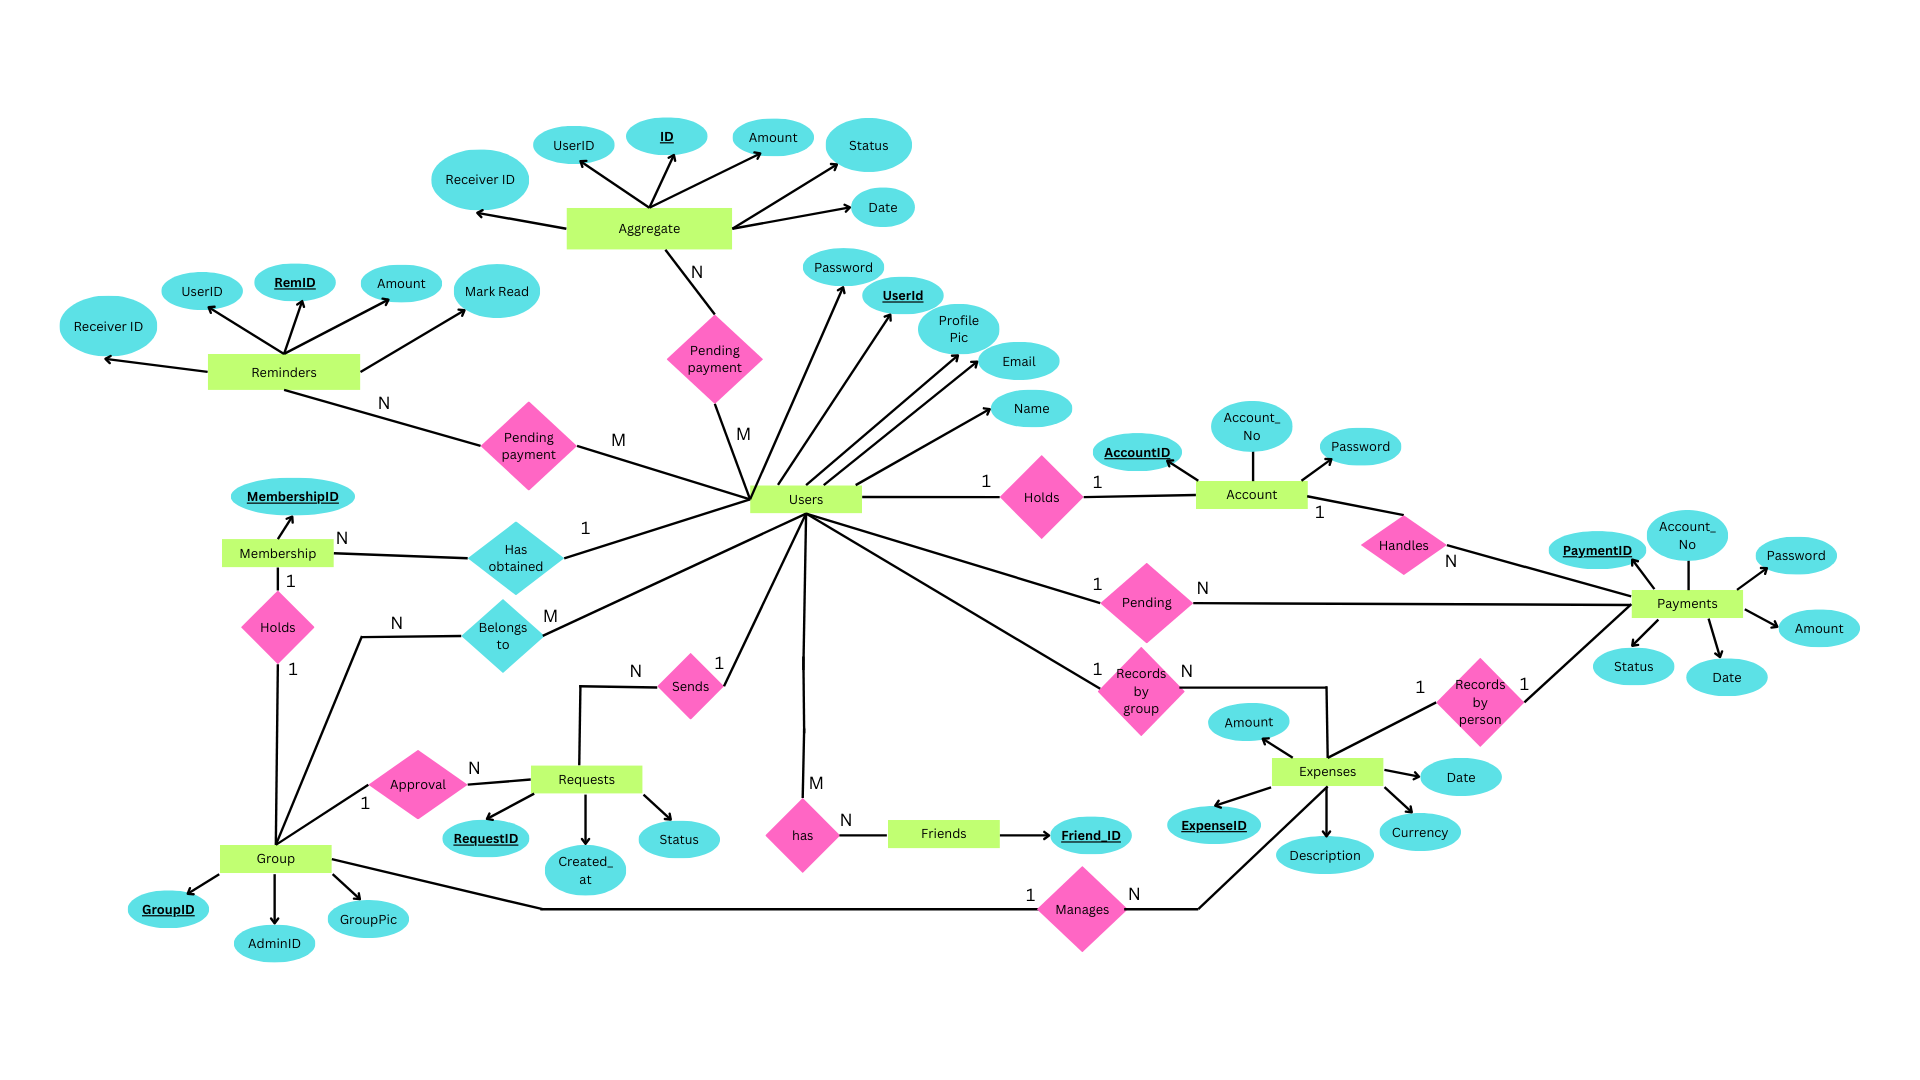 ID
Amount
UserID
Status
Receiver ID
Date
Aggregate
N
Password
RemID
Amount
UserID
Mark Read
UserId
Receiver ID
Profile
Pic
Pending
payment
Email
Reminders
N
Name
M
Account_
No
Pending
payment
M
Password
AccountID
MembershipID
Users
1
Holds
1
Account
1
Membership
N
Has
obtained
1
Handles
N
PaymentID
Account_
No
Password
1
Holds
1
N
Belongs
to
M
1
Pending
N
Payments
Amount
Status
Date
N
Sends
1
1
Records
by
group
N
1
Records
by
person
1
Amount
Approval
1
N
Requests
M
Expenses
Date
RequestID
Created_
at
Status
has
N
Friends
Friend_ID
ExpenseID
Description
Currency
Group
GroupID
AdminID
GroupPic
1
Manages
N